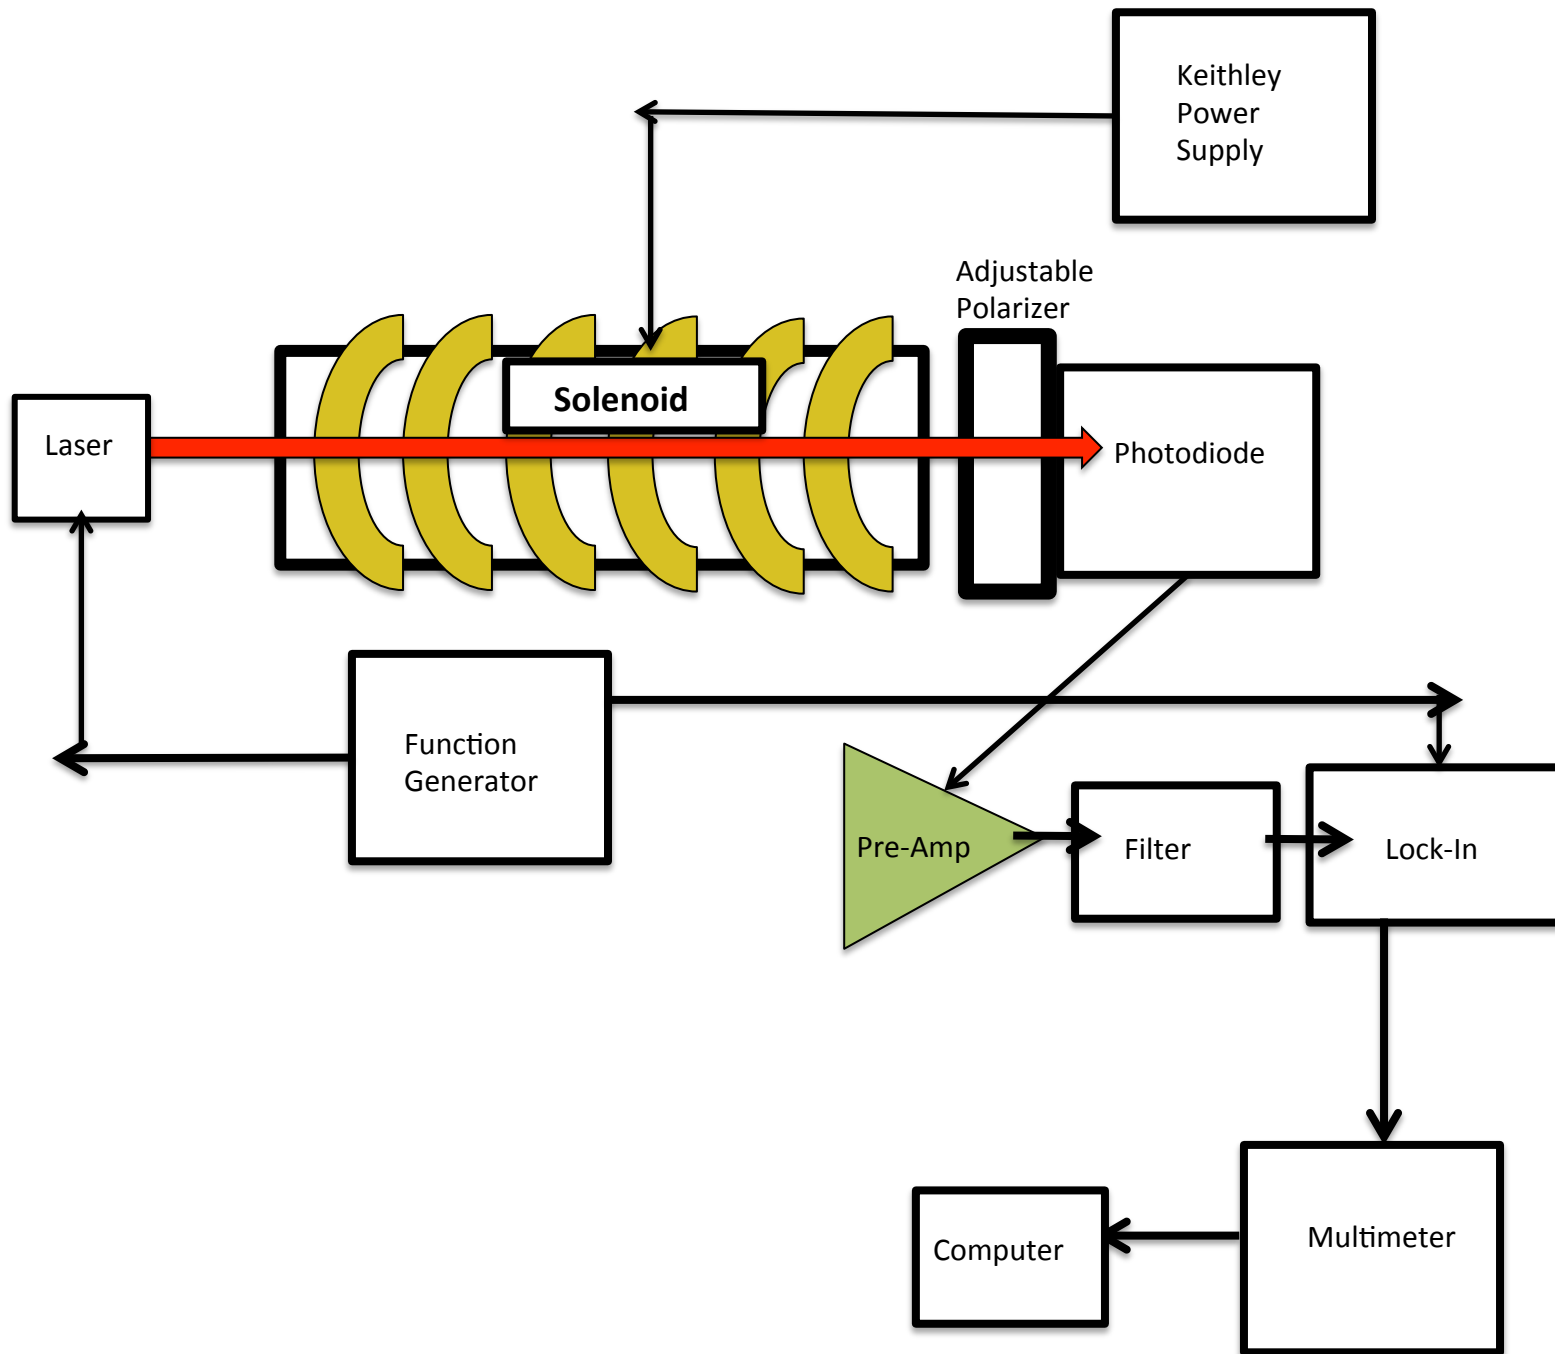 Keithley
Power
Supply
Adjustable
Polarizer
Solenoid
Laser
Photodiode
Function
Generator
Pre-Amp
Filter
Lock-In
Multimeter
Computer